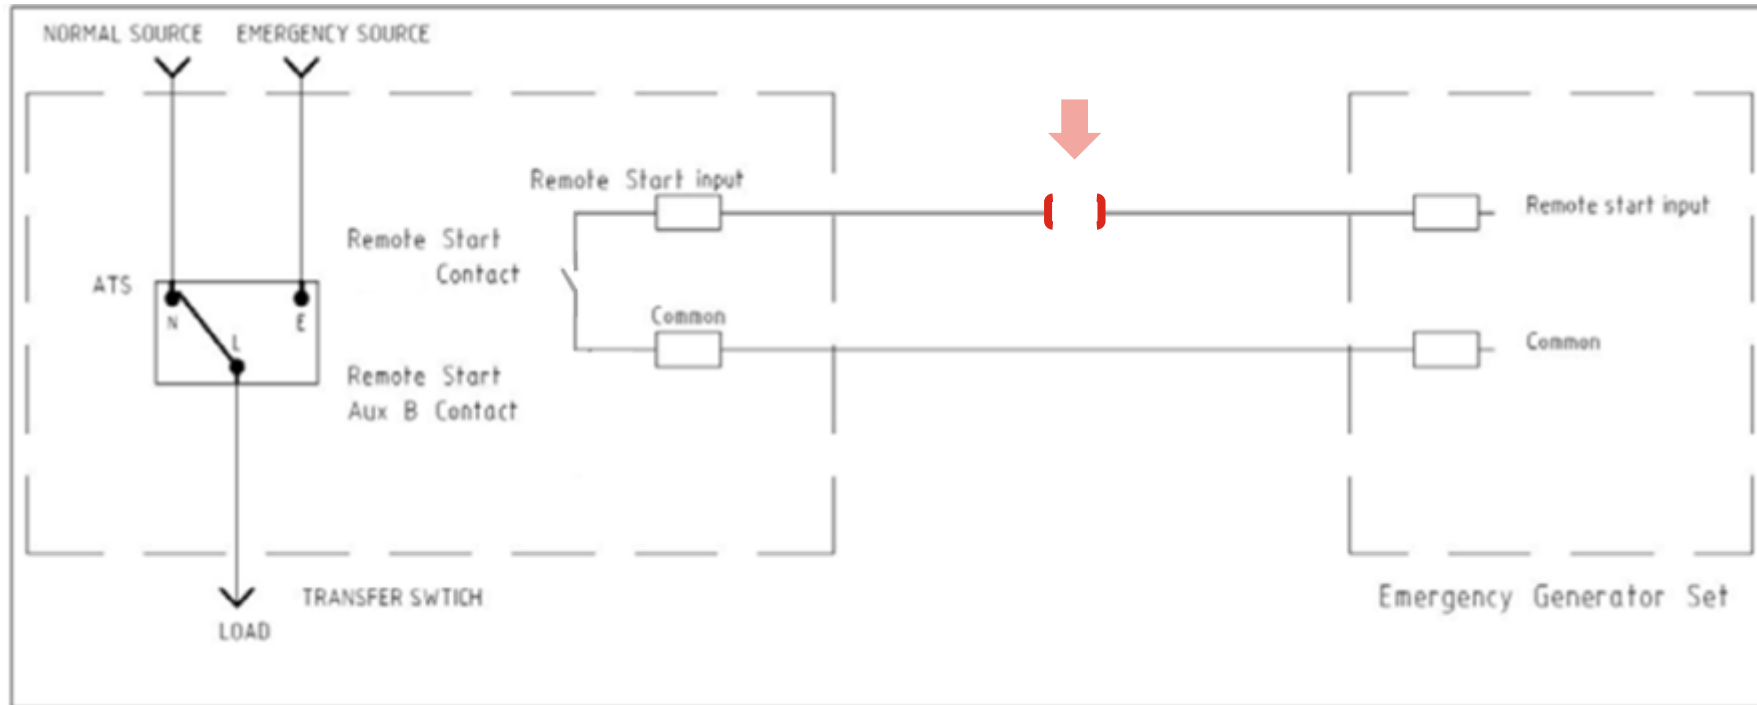 NORMAL SOURCE
EMERGENCY SOURCE
Remote Start input
Remote Start
Contact
ATS
N
E
L
Common
Remote Start
Aux B Contact
TRANSFER SWTICH
LOAD
Remote start input
Common
Emergency Generator Set